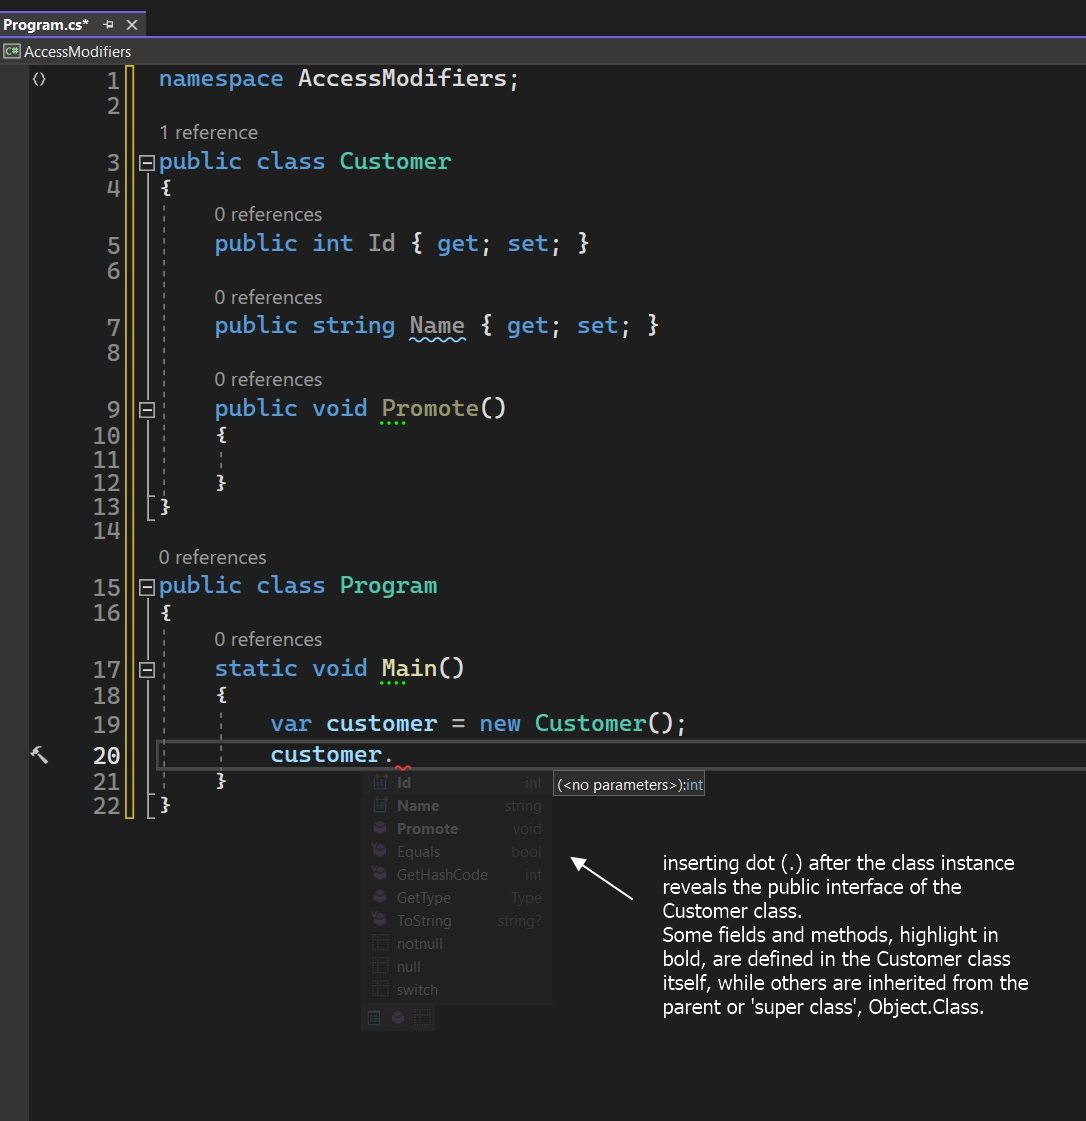 Program.cs*
C# AccessModifiers
1 namespace AccessModifiers;
2
1 reference
3 public class Customer
4 {
0 references
5 public int Id { get; set; }
6
0 references
7 public string Name { get; set; }
8
0 references
9 public void Promote()
10 {
11
12 }
13 }
14
0 references
15 public class Program
16 {
0 references
17 static void Main()
18 {
19 var customer = new Customer();
20 customer.
21 }
22 }
Id int
(<no parameters>):int
Name string
Promote void
Equals bool
GetHashCode int
GetType Type
ToString string?
notnull
null
switch
inserting dot (.) after the class instance
reveals the public interface of the
Customer class.
Some fields and methods, highlight in
bold, are defined in the Customer class
itself, while others are inherited from the
parent or 'super class', Object.Class.